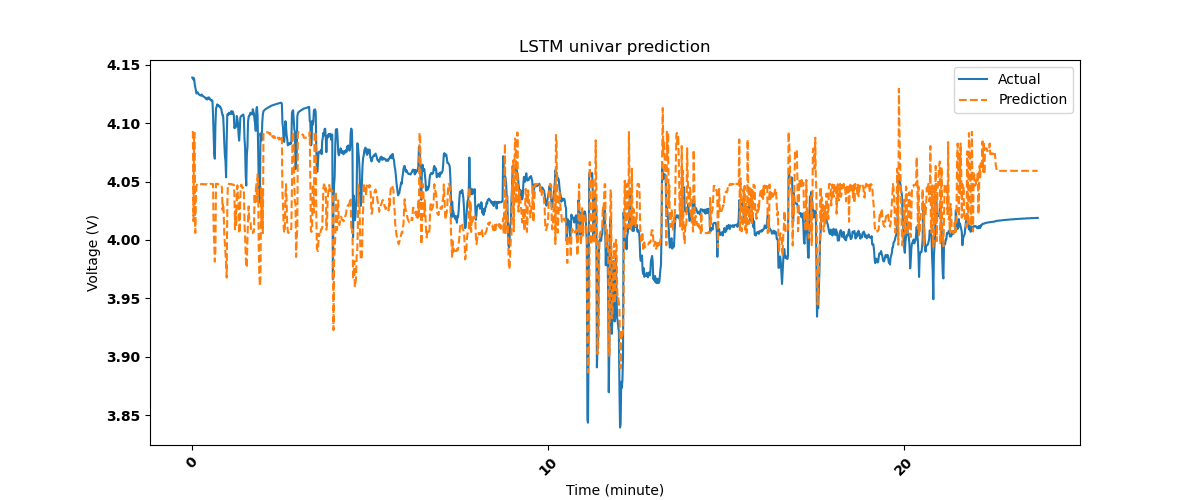 LSTM univar prediction
4.15
4.10
4.05
4.00
3.95
3.90
3.85
Voltage (V)
Actual
Prediction
0
10
20
Time (minute)